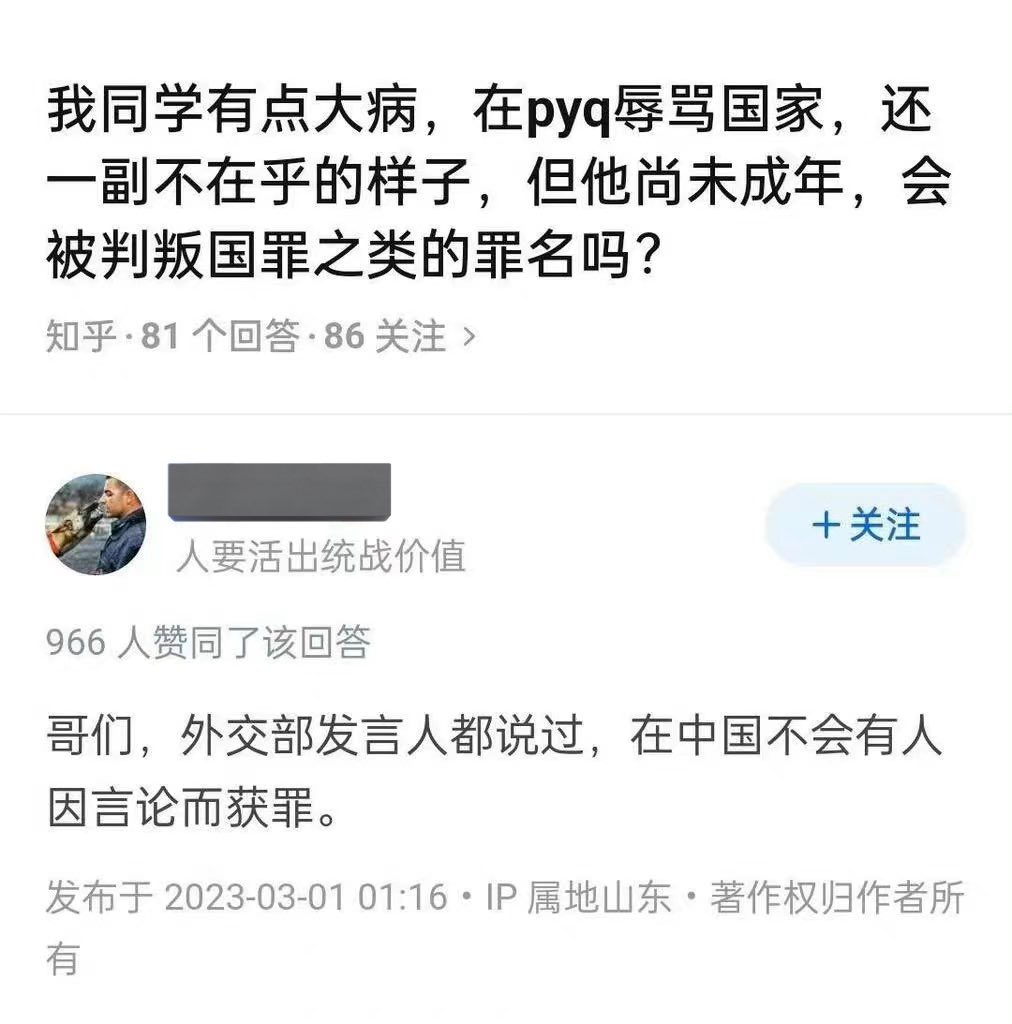 我同学有点大病，在pyq辱骂国家，还
一副不在乎的样子，但他尚未成年，会
被判叛国罪之类的罪名吗？
知乎·81 个回答·86 关注 >
人要活出统战价值
+关注
966 人赞同了该回答
哥们，外交部发言人都说过，在中国不会有人
因言论而获罪。
发布于 2023-03-01 01:16・IP 属地山东・著作权归作者所
有